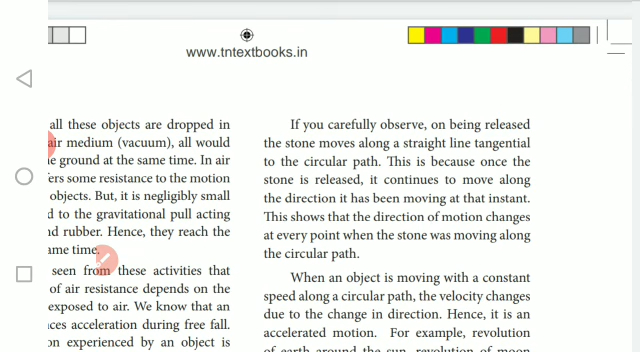 www.tntextbooks.in
all these objects are dropped in
air medium (vacuum), all would
ground at the same time. In air
some resistance to the motion
objects. But, it is negligibly small
to the gravitational pull acting
rubber. Hence, they reach the
time.
seen from these activities that
of air resistance depends on the
exposed to air. We know that an
acceleration during free fall.
experienced by an object is
If you carefully observe, on being released
the stone moves along a straight line tangential
to the circular path. This is because once the
stone is released, it continues to move along
the direction it has been moving at that instant.
This shows that the direction of motion changes
at every point when the stone was moving along
the circular path.
When an object is moving with a constant
speed along a circular path, the velocity changes
due to the change in direction. Hence, it is an
accelerated motion. For example, revolution
of earth around the sun, revolution of moon